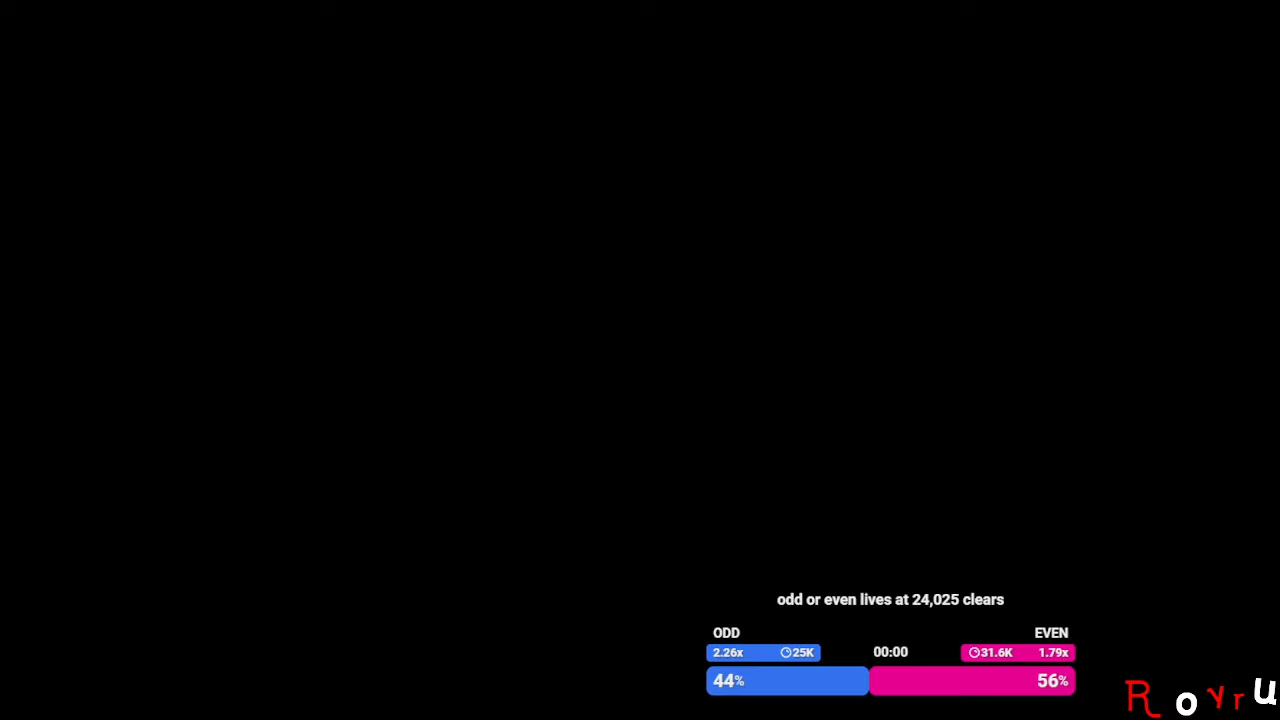 odd or even lives at 24,025 clears
ODD EVEN
2.26x 25K 00:00 31.6K 1.79x
44% 56%
R o y r u